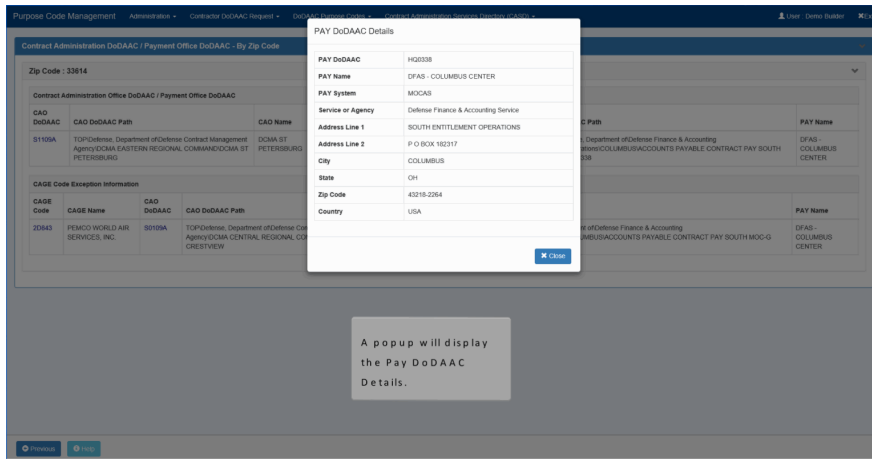 Purpose Code Management Administration Contractor DoDAAC Request DoDAAC Purpose Codes Contract Administration Services Directory (CASD) User : Demo Builder
PAY DoDAAC Details
Contract Administration DoDAAC / Payment Office DoDAAC - By Zip Code
Zip Code : 33614
Contract Administration Office DoDAAC / Payment Office DoDAAC
CAO
DoDAAC CAO DoDAAC Path CAO Name C Path PAY Name
S1109A TOP\Defense, Department of\Defense Contract Management DCMA ST Department of\Defense Finance & Accounting DFAS -
Agency\DCMA EASTERN REGIONAL COMMAND\DCMA ST PETERSBURG COLUMBUS\ACCOUNTS PAYABLE CONTRACT PAY SOUTH COLUMBUS
PETERSBURG 338 CENTER
CAGE Code Exception Information
CAGE CAO
Code CAGE Name DoDAAC CAO DoDAAC Path PAY Name
2D843 PEMCO WORLD AIR S0109A TOP\Defense, Department of\Defense of\Defense Finance & Accounting DFAS -
SERVICES, INC. Agency\DCMA CENTRAL REGIONAL ACCOUNTS PAYABLE CONTRACT PAY SOUTH MOC-G COLUMBUS
CRESTVIEW CENTER
PAY DoDAAC HQ0338
PAY Name DFAS - COLUMBUS CENTER
PAY System MOCAS
Service or Agency Defense Finance & Accounting Service
Address Line 1 SOUTH ENTITLEMENT OPERATIONS
Address Line 2 P O BOX 182317
City COLUMBUS
State OH
Zip Code 43218-2264
Country USA
Close
A popup will display
the Pay DoDAAC
Details.
Previous Help